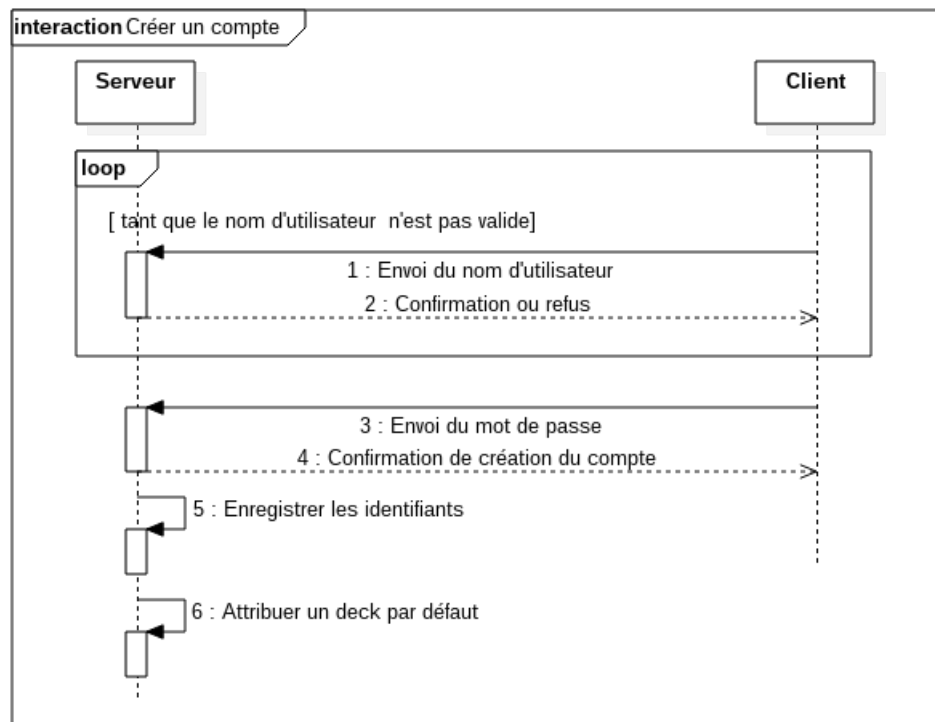 interaction Créer un compte
Serveur
Client
loop
[ tant que le nom d'utilisateur n'est pas valide]
1 : Envoi du nom d'utilisateur
2 : Confirmation ou refus
3 : Envoi du mot de passe
4 : Confirmation de création du compte
5 : Enregistrer les identifiants
6 : Attribuer un deck par défaut